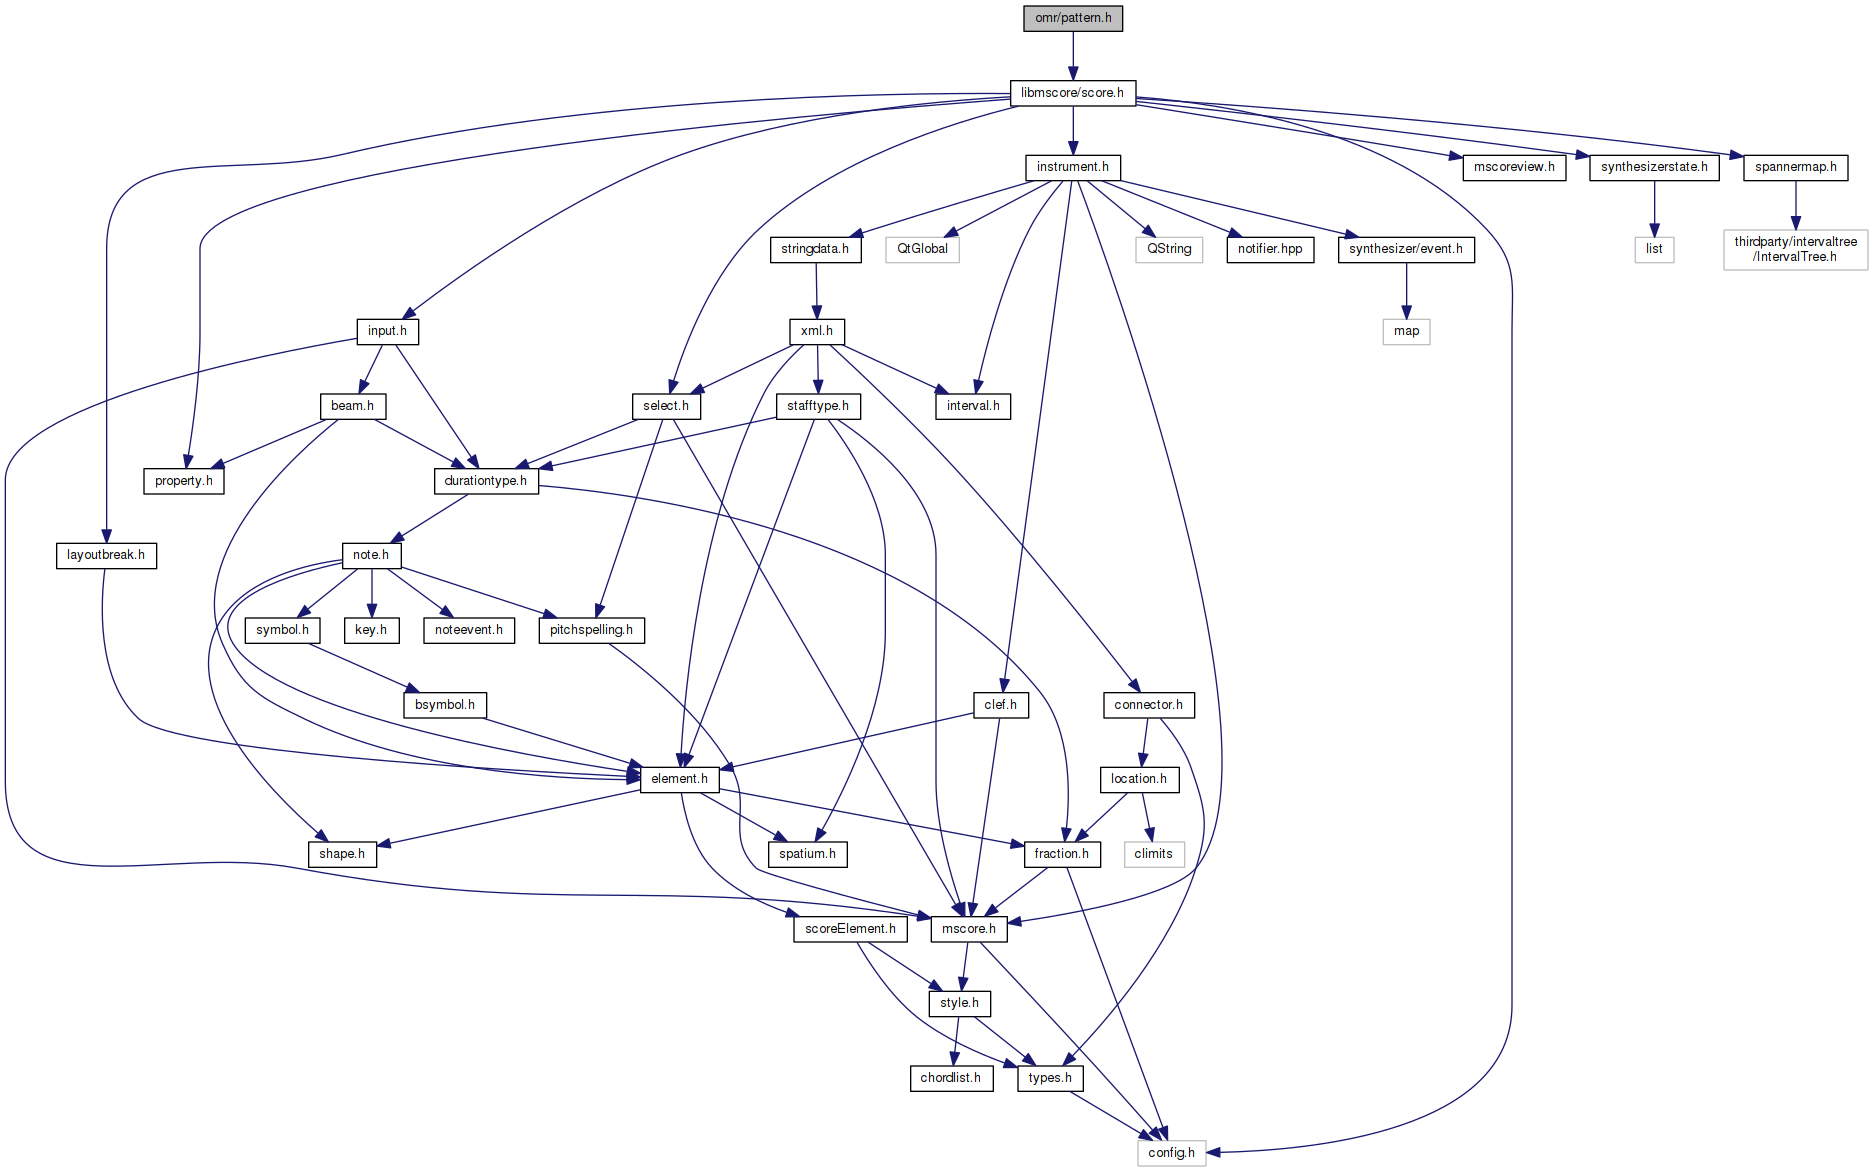 omr/pattern.h
libmscore/score.h
instrument.h
mscoreview.h
synthesizerstate.h
spannermap.h
stringdata.h
QtGlobal
QString
notifier.hpp
synthesizer/event.h
list
thirdparty/intervaltree
/IntervalTree.h
input.h
xml.h
map
beam.h
select.h
stafftype.h
interval.h
property.h
durationtype.h
layoutbreak.h
note.h
symbol.h
key.h
noteevent.h
pitchspelling.h
bsymbol.h
clef.h
connector.h
element.h
location.h
shape.h
spatium.h
fraction.h
climits
scoreElement.h
mscore.h
style.h
chordlist.h
types.h
config.h